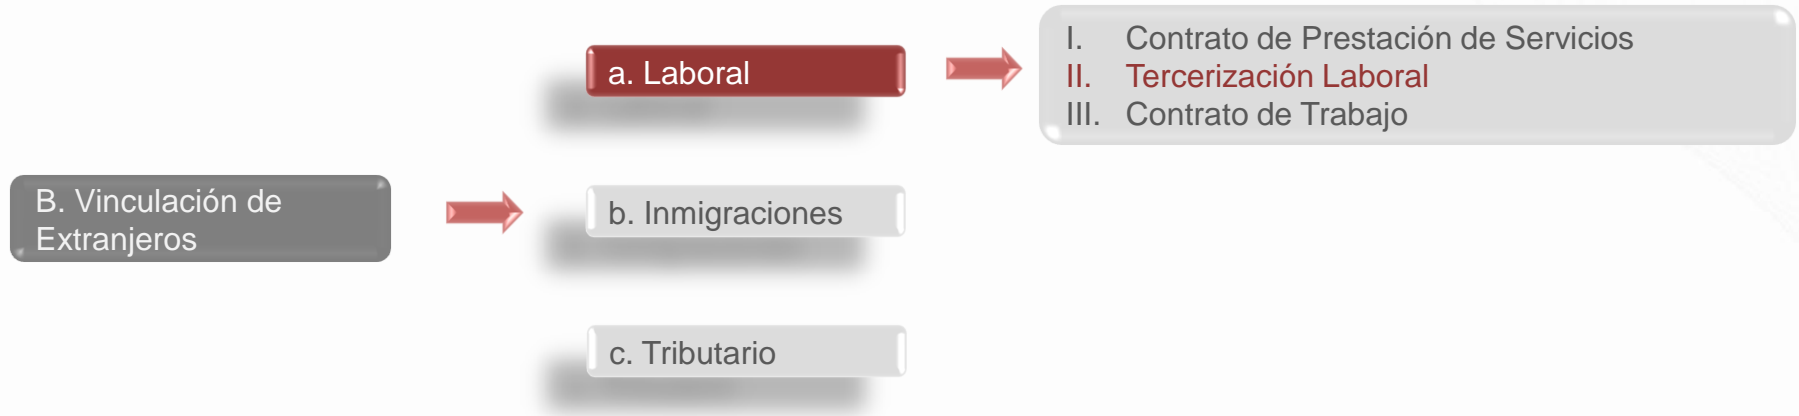 B. Vinculación de
Extranjeros
a. Laboral
I. Contrato de Prestación de Servicios
II. Tercerización Laboral
III. Contrato de Trabajo
b. Inmigraciones
c. Tributario